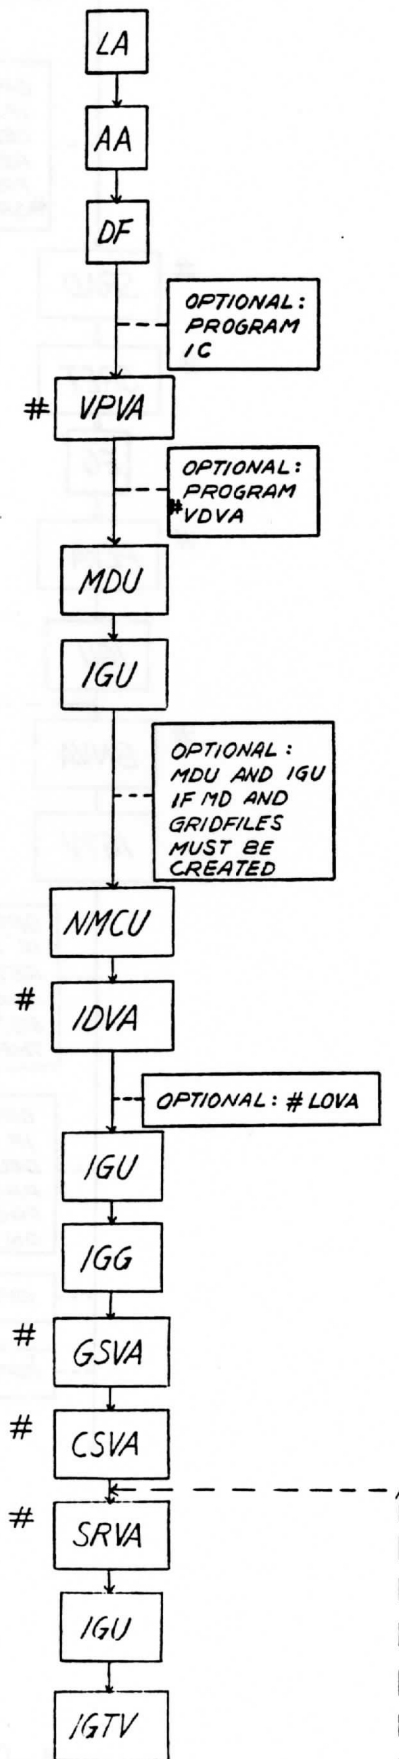 LA
AA
DF
OPTIONAL:
PROGRAM
IC
# VPVA
OPTIONAL:
PROGRAM
# VDVA
MDU
IGU
OPTIONAL:
MDU AND IGU
IF MD AND
GRIDFILES
MUST BE
CREATED
NMCU
# IDVA
OPTIONAL: # LOVA
IGU
IGG
# GSVA
# CSVA
# SRVA
IGU
IGTV